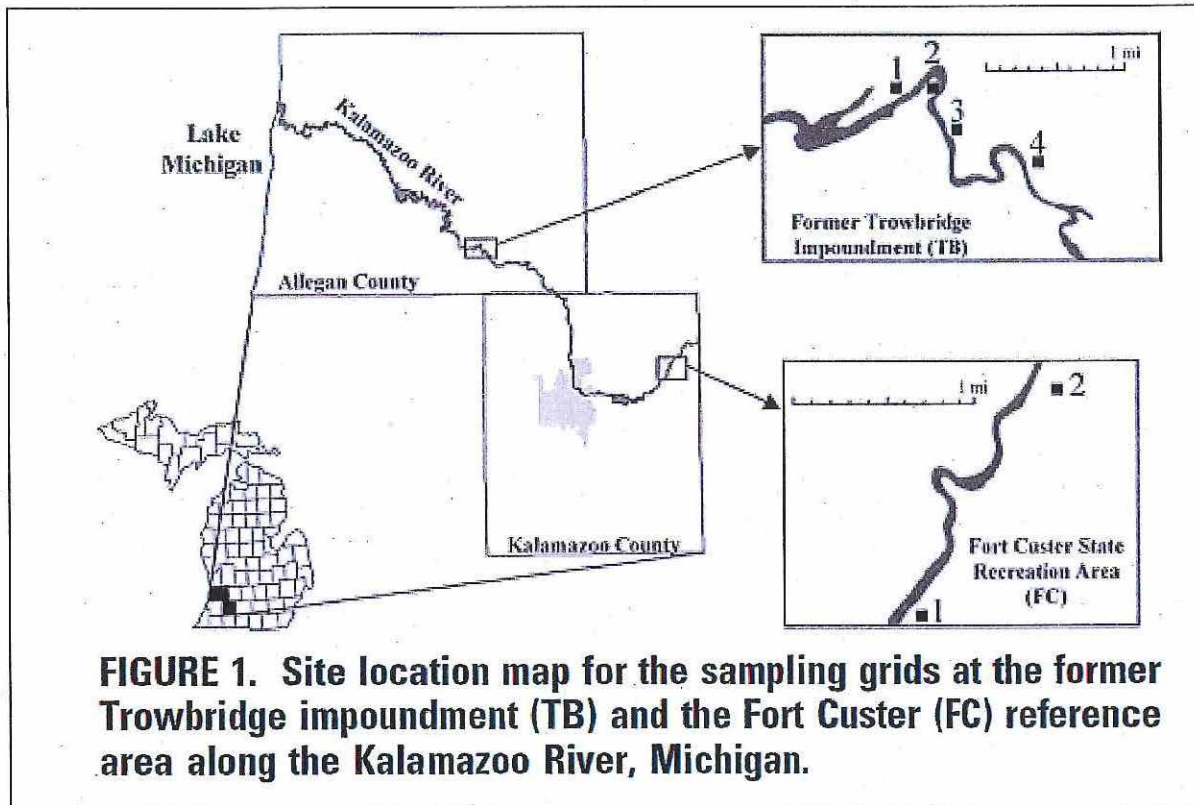 Lake
Michigan
Kalamazoo River
Allegan County
Kalamazoo County
1
2
3
4
1 mi
Former Trowbridge
Impoundment (TB)
1 mi
2
1
Fort Custer State
Recreation Area
(FC)
FIGURE 1. Site location map for the sampling grids at the former
Trowbridge impoundment (TB) and the Fort Custer (FC) reference
area along the Kalamazoo River, Michigan.